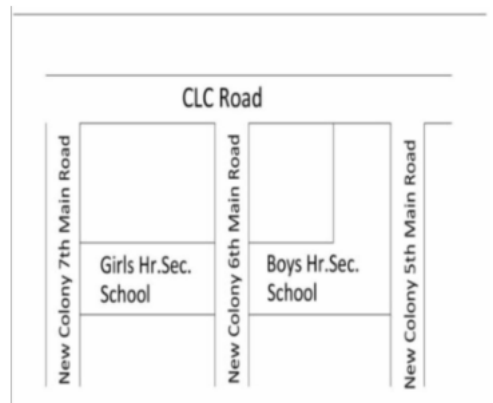 CLC Road
New Colony 7th Main Road
Girls Hr.Sec.
School
New Colony 6th Main Road
Boys Hr.Sec.
School
New Colony 5th Main Road